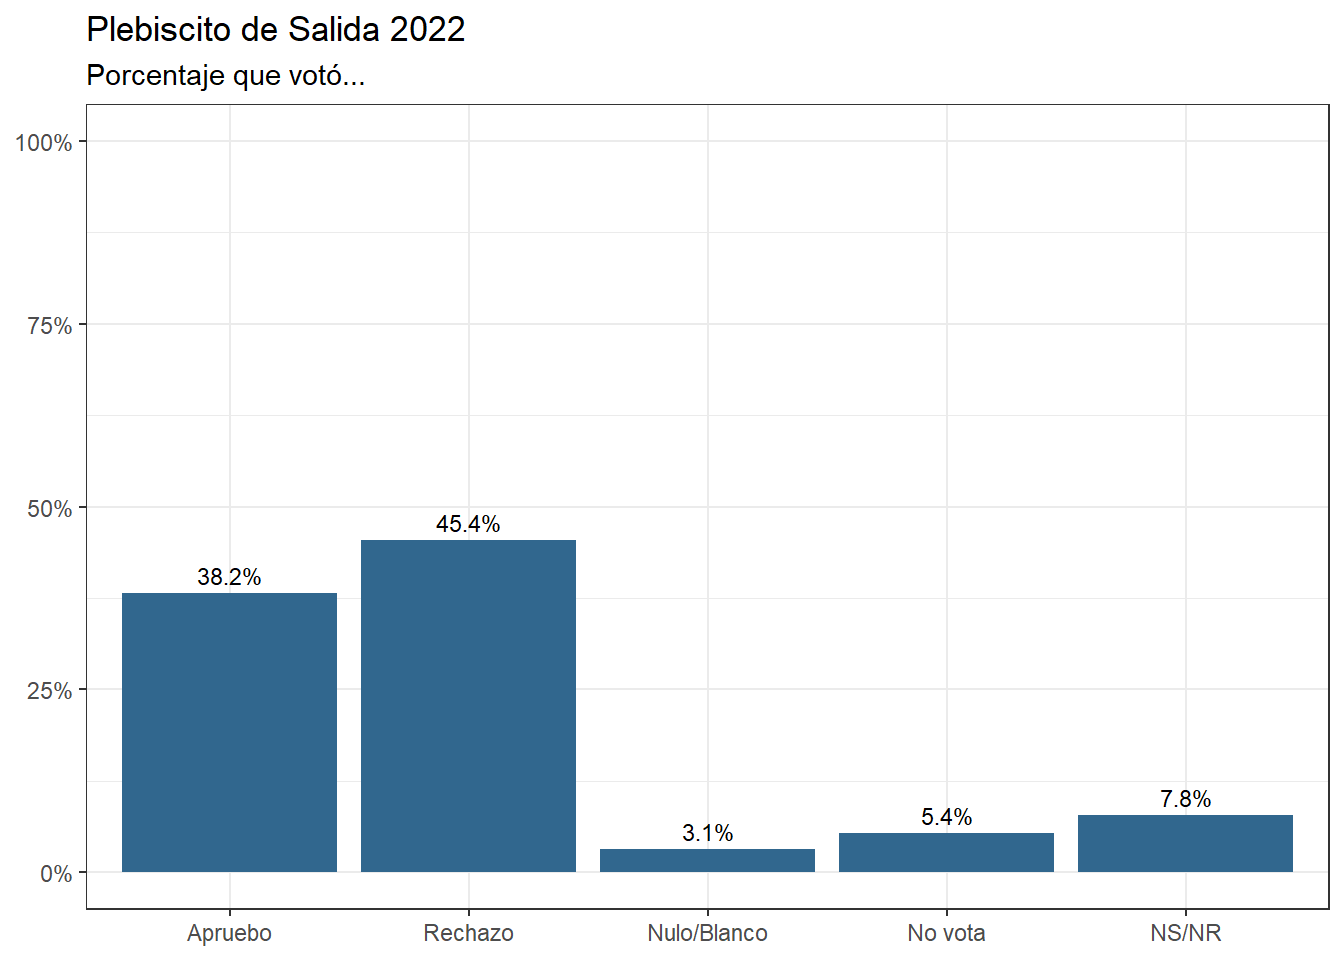 Plebiscito de Salida 2022
Porcentaje que votó...
100%
75%
50%
25%
0%
38.2%
45.4%
3.1%
5.4%
7.8%
Apruebo
Rechazo
Nulo/Blanco
No vota
NS/NR